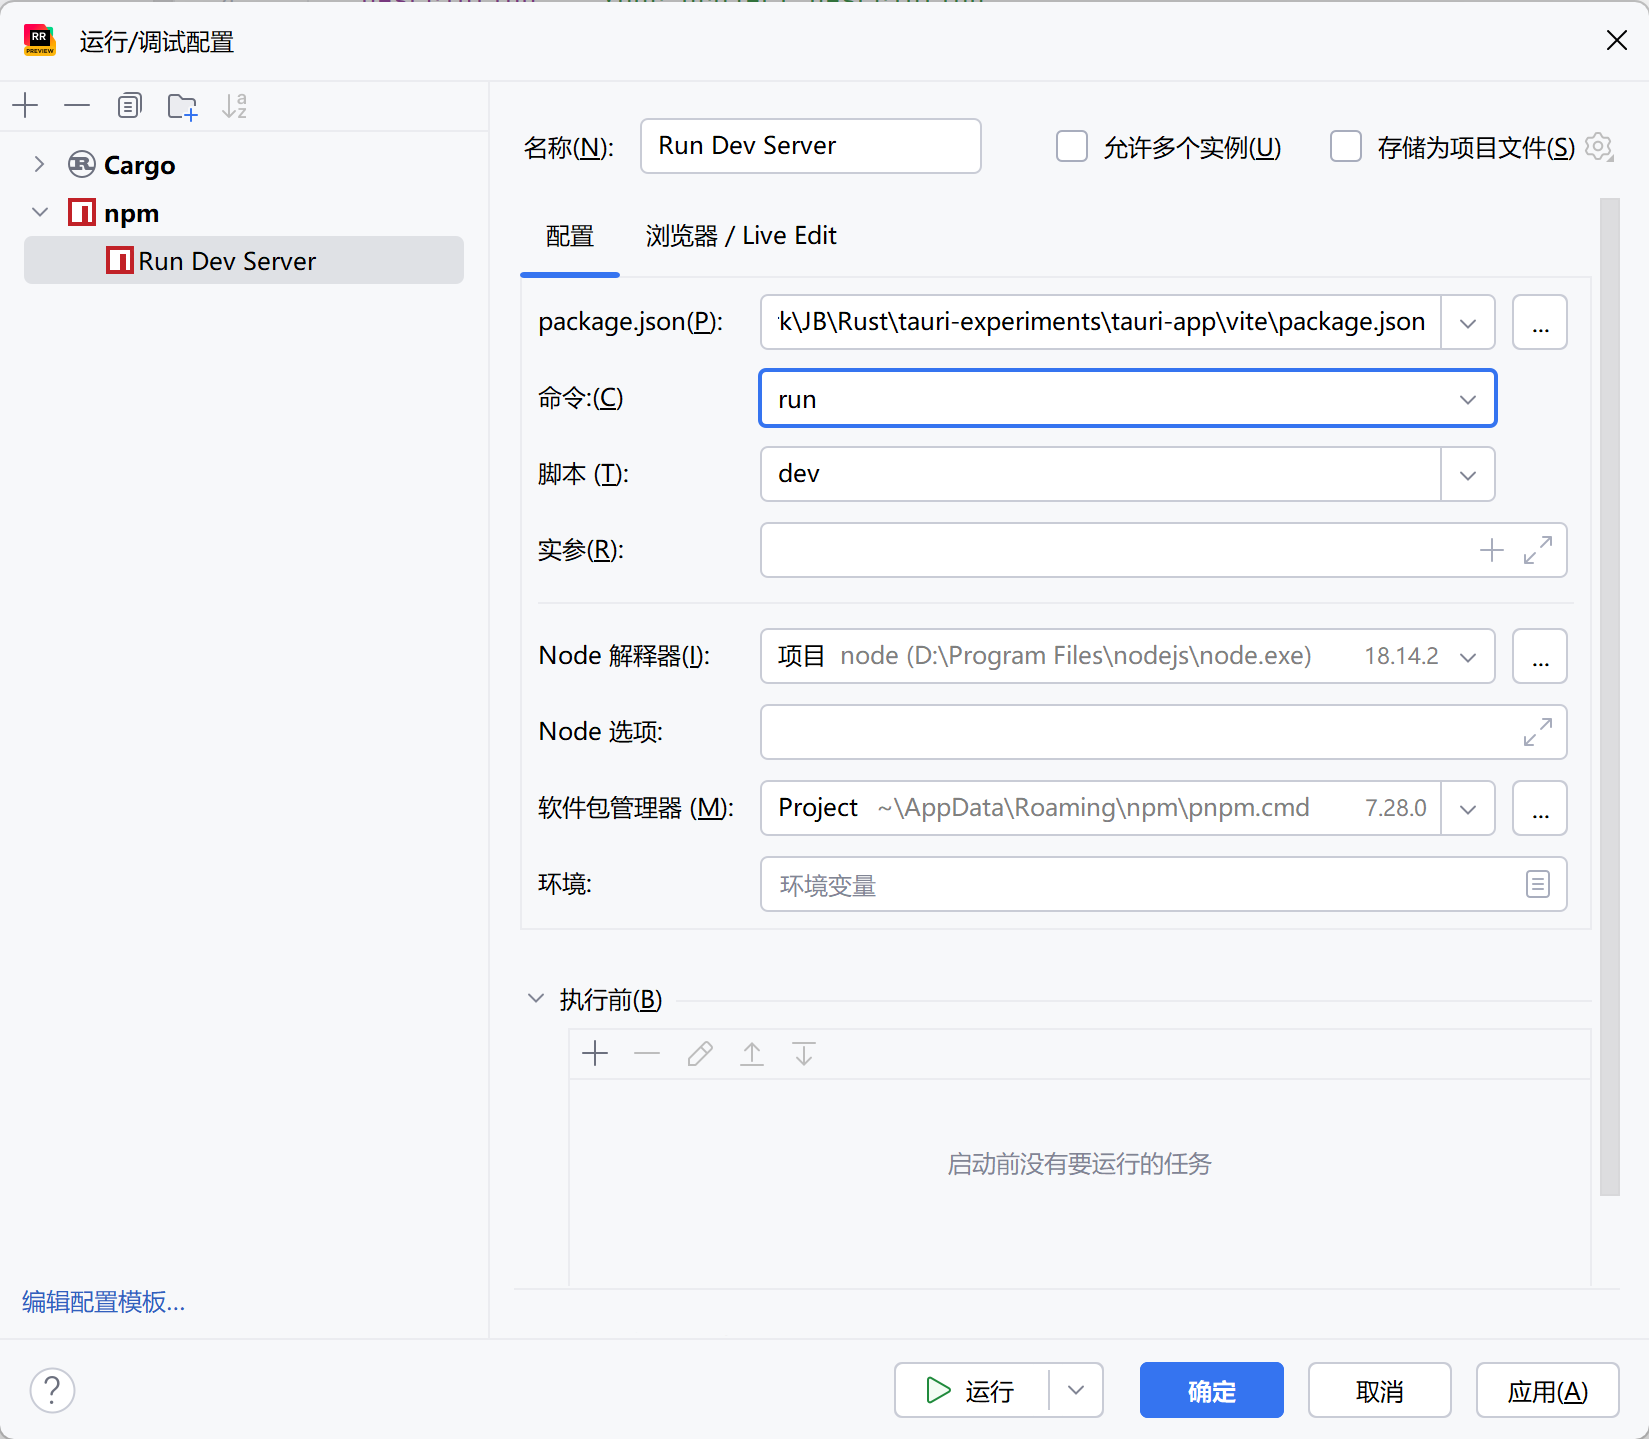 RR
PREVIEW
运行/调试配置
Cargo
npm
Run Dev Server
编辑配置模板...
名称(N):
Run Dev Server
允许多个实例(U)
存储为项目文件(S)
配置
浏览器 / Live Edit
package.json(P):
k\JB\Rust\tauri-experiments\tauri-app\vite\package.json
...
命令:(C)
run
脚本 (T):
dev
实参(R):
Node 解释器(I):
项目 node (D:\Program Files\nodejs\node.exe) 18.14.2
...
Node 选项:
软件包管理器 (M):
Project ~\AppData\Roaming\npm\pnpm.cmd 7.28.0
...
环境:
环境变量
执行前(B)
启动前没有要运行的任务
?
运行
确定
取消
应用(A)